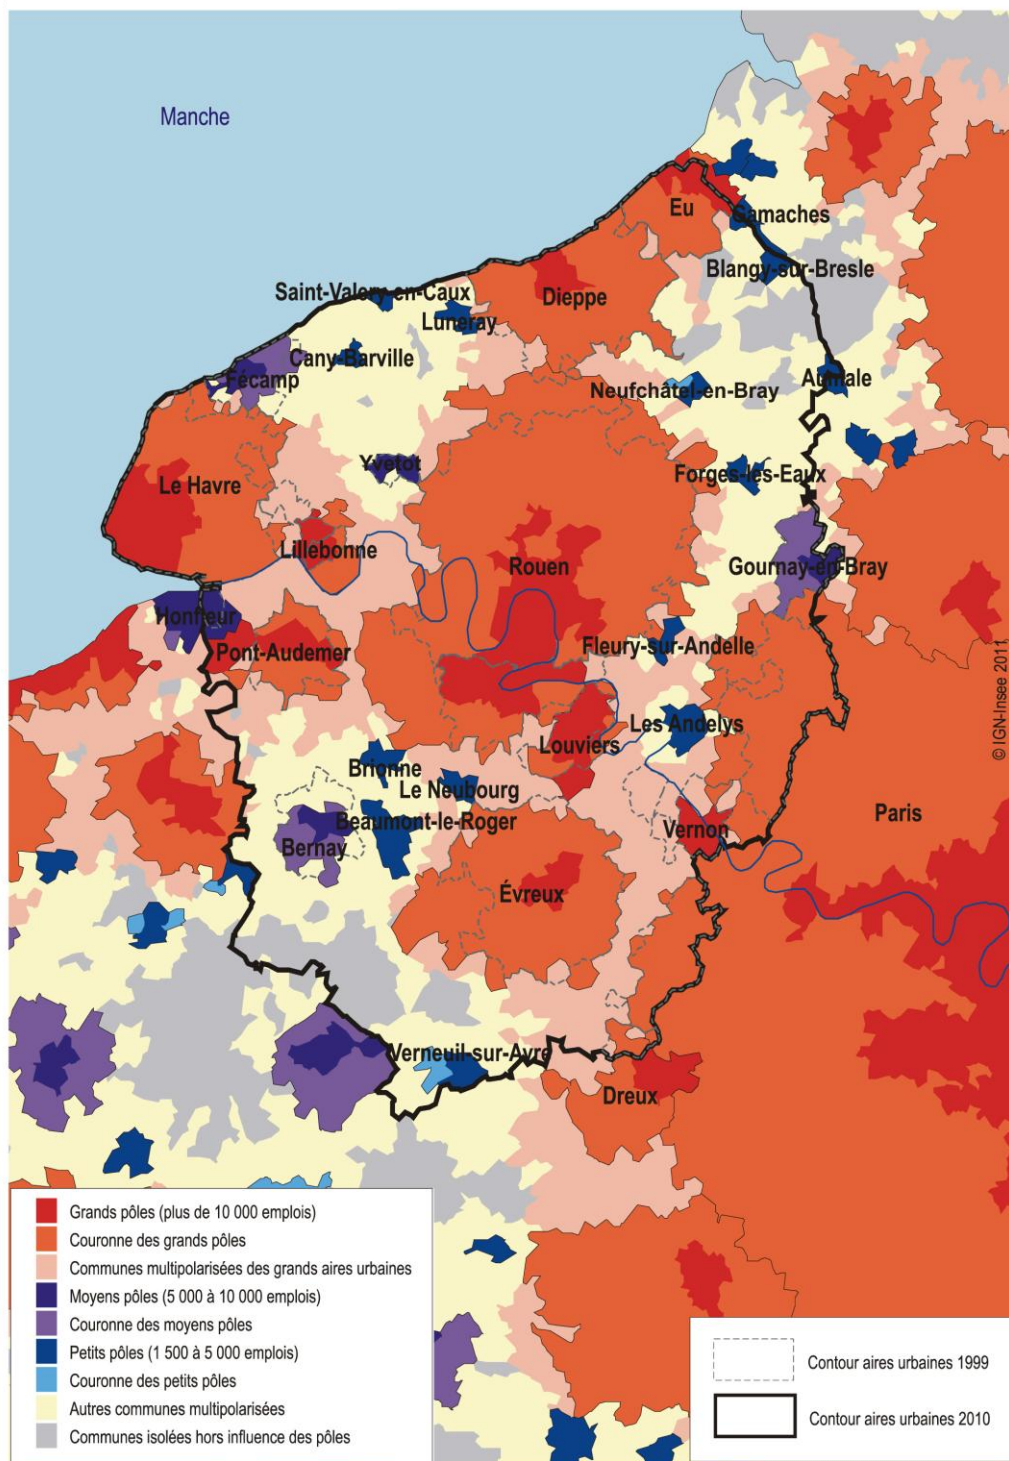 Manche
Eu
Gamaches
Blangy-sur-Bresle
Dieppe
Saint-Valery-en-Caux
Luneray
Cany-Barville
Fécamp
Neufchâtel-en-Bray
Aumale
Yvetot
Forges-les-Eaux
Le Havre
Lillebonne
Rouen
Gournay-en-Bray
Honfleur
Pont-Audemer
Fleury-sur-Andelle
Les Andelys
Louviers
Brionne
Le Neubourg
Beaumont-le-Roger
Bernay
Vernon
Paris
Évreux
Verneuil-sur-Avre
Dreux
© IGN-Insee 2011
Grands pôles (plus de 10 000 emplois)
Couronne des grands pôles
Communes multipolarisées des grands aires urbaines
Moyens pôles (5 000 à 10 000 emplois)
Couronne des moyens pôles
Petits pôles (1 500 à 5 000 emplois)
Couronne des petits pôles
Autres communes multipolarisées
Communes isolées hors influence des pôles
Contour aires urbaines 1999
Contour aires urbaines 2010